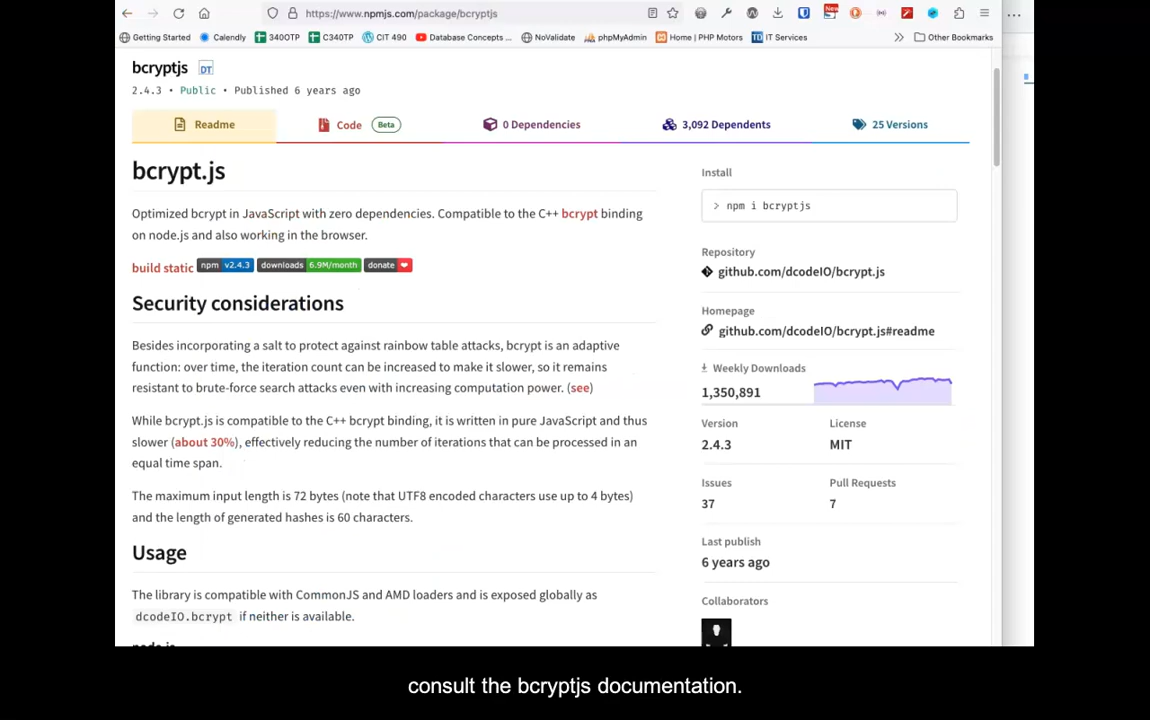 https://www.npmjs.com/package/bcryptjs
New
Getting Started
Calendly
340OTP
C340TP
CIT 490
Database Concepts ...
NoValidate
phpMyAdmin
Home | PHP Motors
TD IT Services
Other Bookmarks
bcryptjs DT
2.4.3 • Public • Published 6 years ago
Readme
Code Beta
0 Dependencies
3,092 Dependents
25 Versions
bcrypt.js
Optimized bcrypt in JavaScript with zero dependencies. Compatible to the C++ bcrypt binding
on node.js and also working in the browser.
build static npm v2.4.3 downloads 6.9M/month donate
Security considerations
Besides incorporating a salt to protect against rainbow table attacks, bcrypt is an adaptive
function: over time, the iteration count can be increased to make it slower, so it remains
resistant to brute-force search attacks even with increasing computation power. (see)
While bcrypt.js is compatible to the C++ bcrypt binding, it is written in pure JavaScript and thus
slower (about 30%), effectively reducing the number of iterations that can be processed in an
equal time span.
The maximum input length is 72 bytes (note that UTF8 encoded characters use up to 4 bytes)
and the length of generated hashes is 60 characters.
Usage
The library is compatible with CommonJS and AMD loaders and is exposed globally as
dcodeIO.bcrypt if neither is available.
node.js
Install
> npm i bcryptjs
Repository
github.com/dcodeIO/bcrypt.js
Homepage
github.com/dcodeIO/bcrypt.js#readme
Weekly Downloads
1,350,891
Version
License
2.4.3
MIT
Issues
Pull Requests
37
7
Last publish
6 years ago
Collaborators
consult the bcryptjs documentation.